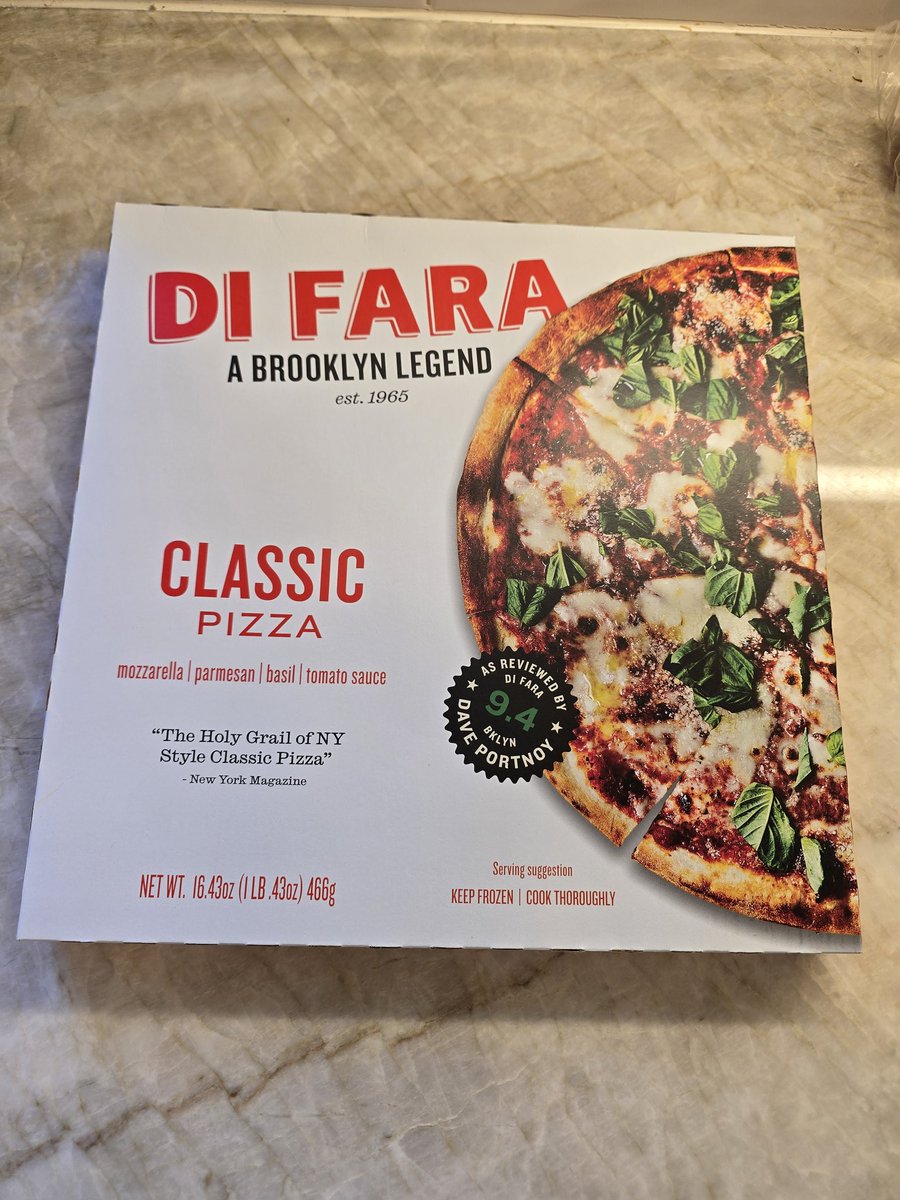 DI FARA
A BROOKLYN LEGEND
est. 1965
CLASSIC
PIZZA
mozzarella | parmesan | basil | tomato sauce
"The Holy Grail of NY
Style Classic Pizza"
- New York Magazine
AS REVIEWED BY
DI FARA
9.4
BKLYN
DAVE PORTNOY
NET WT. 16.43oz (1 LB .43oz) 466g
Serving suggestion
KEEP FROZEN | COOK THOROUGHLY